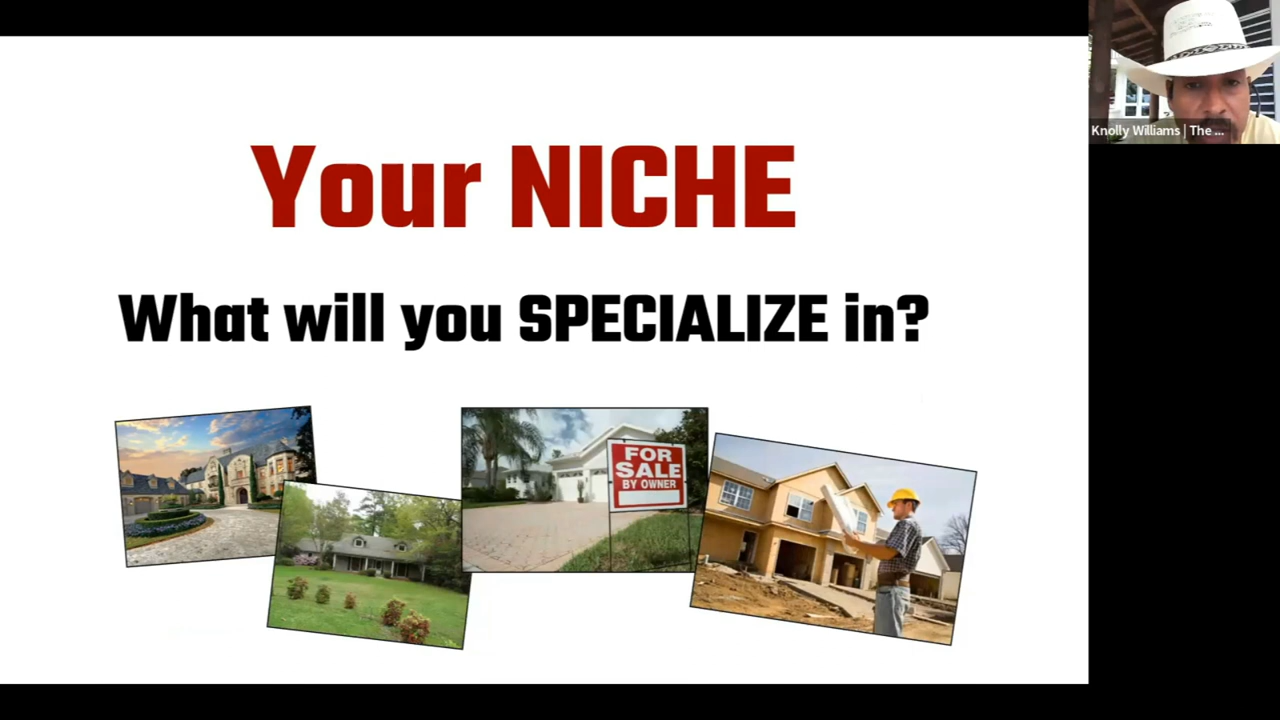 Your NICHE
What will you SPECIALIZE in?
FOR
SALE
BY OWNER
Knolly Williams | The ...